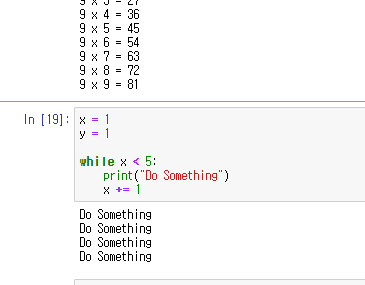 9 x 3 = 27
9 x 4 = 36
9 x 5 = 45
9 x 6 = 54
9 x 7 = 63
9 x 8 = 72
9 x 9 = 81
In [19]: x = 1
y = 1
while x < 5:
print("Do Something")
x += 1
Do Something
Do Something
Do Something
Do Something